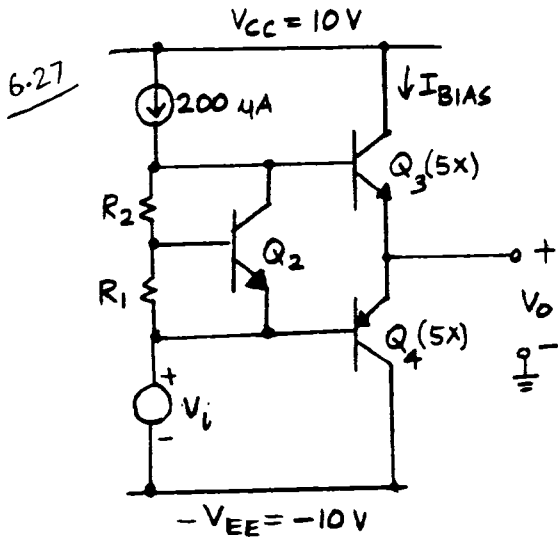 V_CC = 10 V
6.27
200 μA
↓ I_BIAS
Q_3 (5X)
R_2
Q_2
+
R_1
V_o
Q_4 (5X)
-
+
V_i
-
-V_EE = -10 V